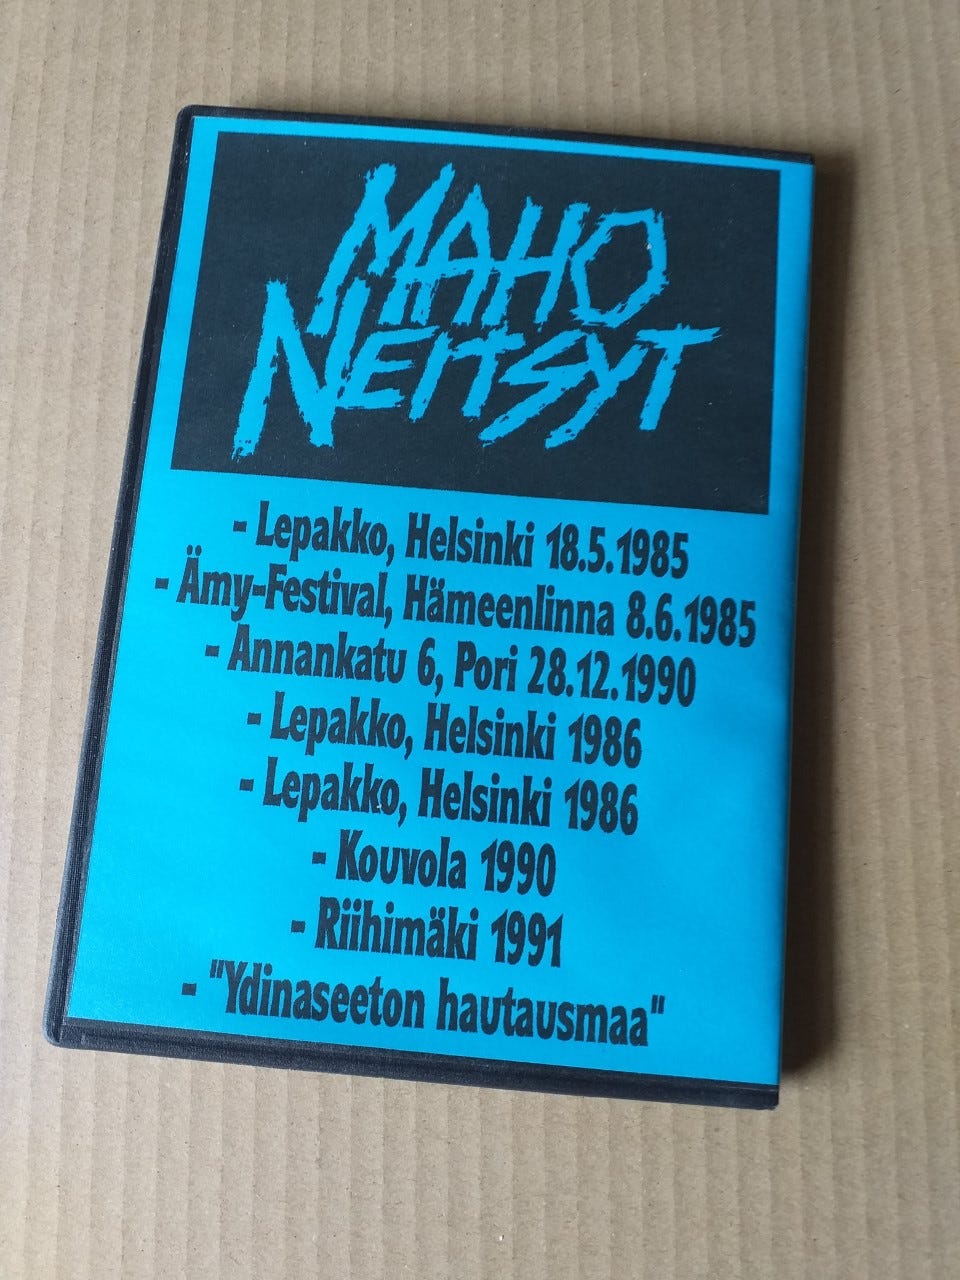 MAHO
NEITSYT
- Lepakko, Helsinki 18.5.1985
- Ämy-Festival, Hämeenlinna 8.6.1985
- Annankatu 6, Pori 28.12.1990
- Lepakko, Helsinki 1986
- Lepakko, Helsinki 1986
- Kouvola 1990
- Riihimäki 1991
- "Ydinaseeton hautausmaa"